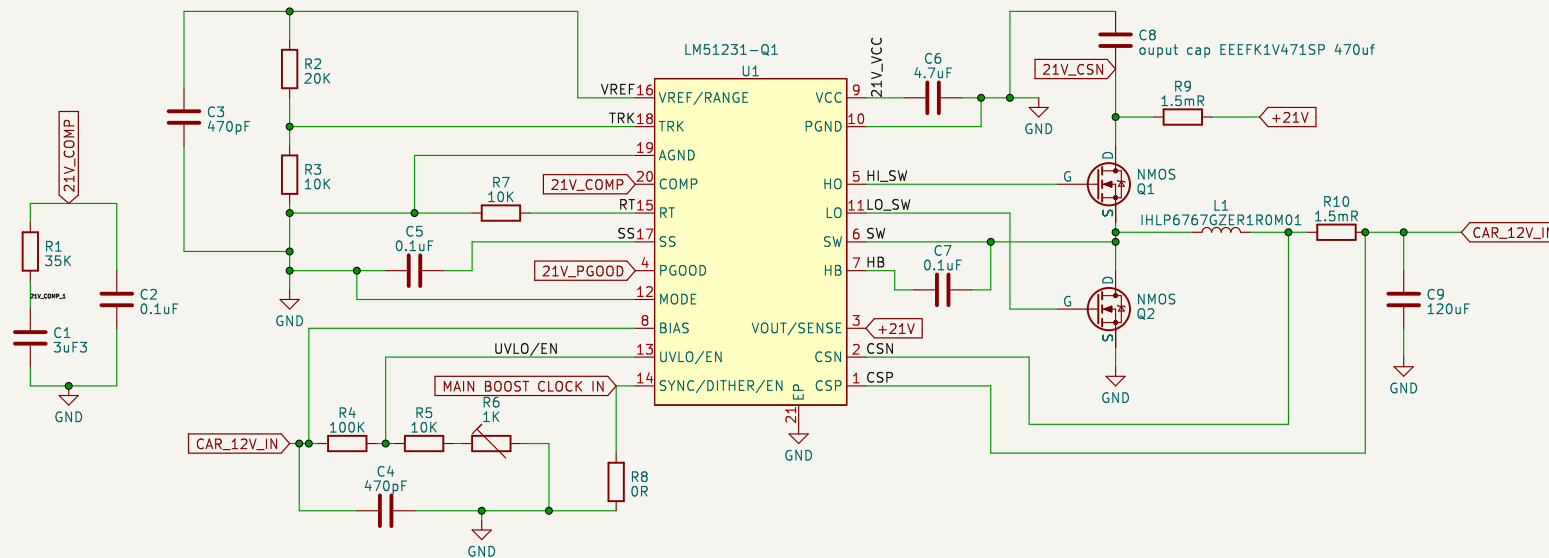 LM51231-Q1
U1
21V_VCC
C6
4.7uF
C8
ouput cap EEEFK1V471SP 470uf
21V_CSN
R9
1.5mR
+21V
R2
20K
C3
470pF
VREF
16
VREF/RANGE
VCC
9
GND
TRK
18
TRK
PGND
10
19
AGND
R3
10K
21V_COMP
20
COMP
HO
5
HI_SW
G
D
S
NMOS
Q1
R7
10K
RT
15
RT
LO
11
LO_SW
L1
IHLP6767GZER1R0M01
R10
1.5mR
CAR_12V_IN
C5
0.1uF
SS
17
SS
SW
6
SW
C7
0.1uF
21V_PGOOD
4
PGOOD
HB
7
HB
12
MODE
GND
G
D
S
NMOS
Q2
C9
120uF
21V_COMP
R1
35K
21V_COMP_1
C2
0.1uF
C1
3uF3
GND
8
BIAS
VOUT/SENSE
3
+21V
UVLO/EN
13
UVLO/EN
CSN
2
CSN
MAIN BOOST CLOCK IN
14
SYNC/DITHER/EN
CSP
1
CSP
EP
21
GND
GND
GND
CAR_12V_IN
R4
100K
R5
10K
R6
1K
C4
470pF
R8
0R
GND